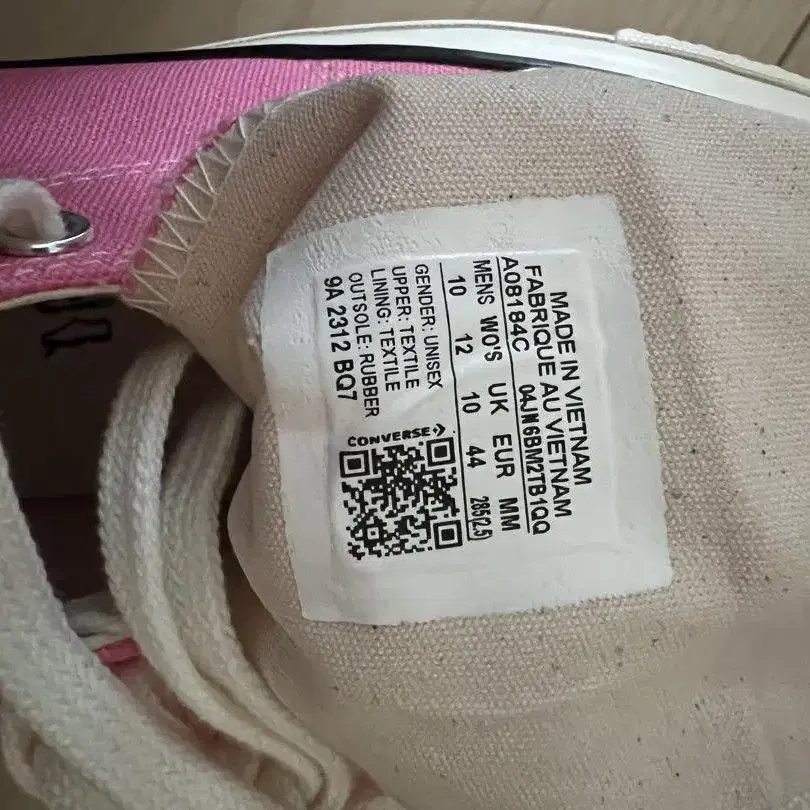 MADE IN VIETNAM
FABRIQUE AU VIETNAM
A08184C 04JW6BM2TB1QQ
MENS WO'S UK EUR MM
10 12 10 44 285(2.5)
GENDER: UNISEX
UPPER: TEXTILE
LINING: TEXTILE
OUTSOLE: RUBBER
9A 2312 BQ7
CONVERSE